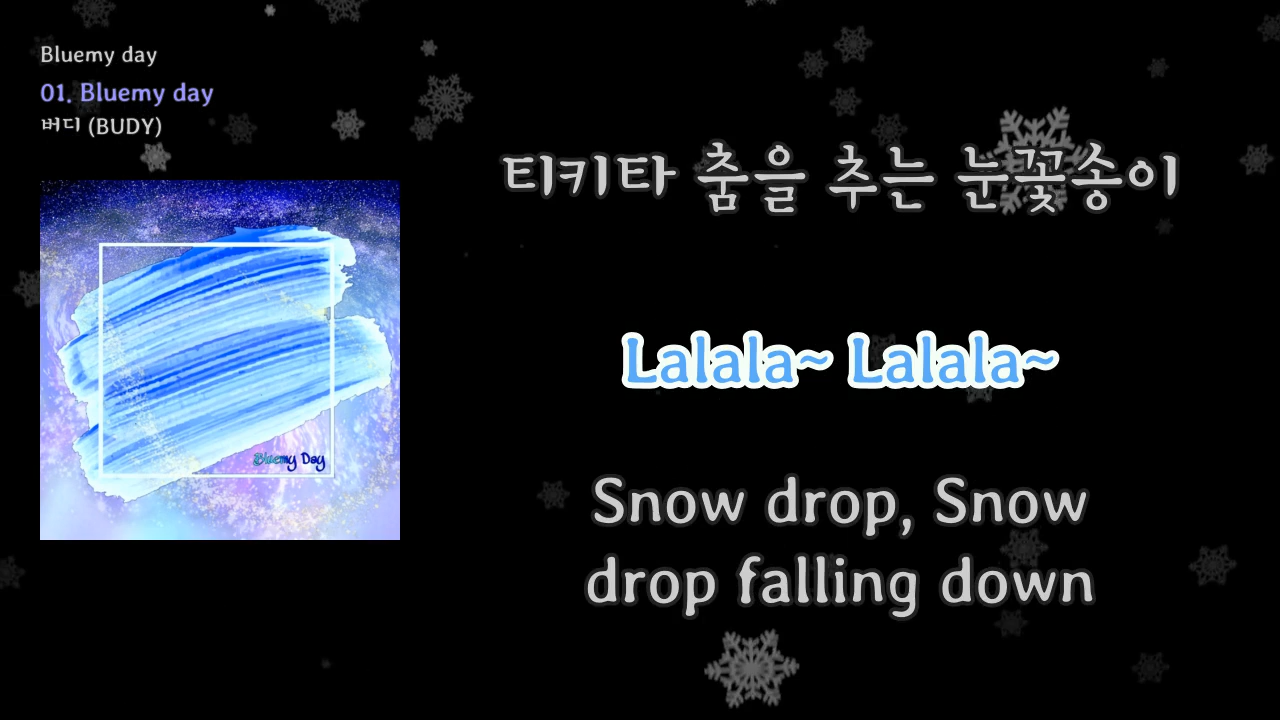 Bluemy day
01. Bluemy day
버디 (BUDY)
Bluemy Day
티키타 춤을 추는 눈꽃송이
Lalala~ Lalala~
Snow drop, Snow
drop falling down